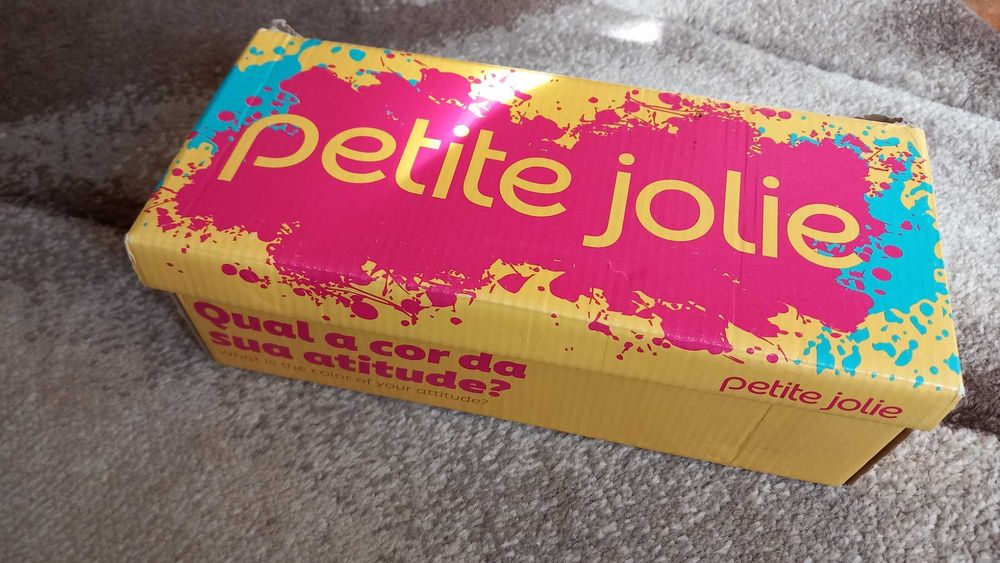 petite jolie
Qual a cor da
sua atitude?
What is the color of your attitude?
petite jolie